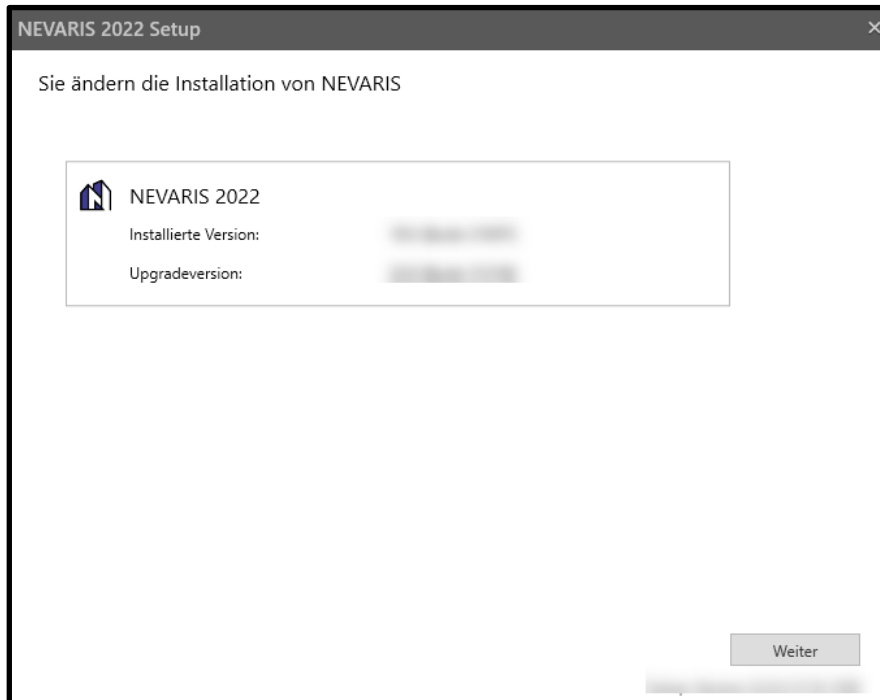 NEVARIS 2022 Setup
Sie ändern die Installation von NEVARIS
NEVARIS 2022
Installierte Version:
Upgradeversion:
Weiter